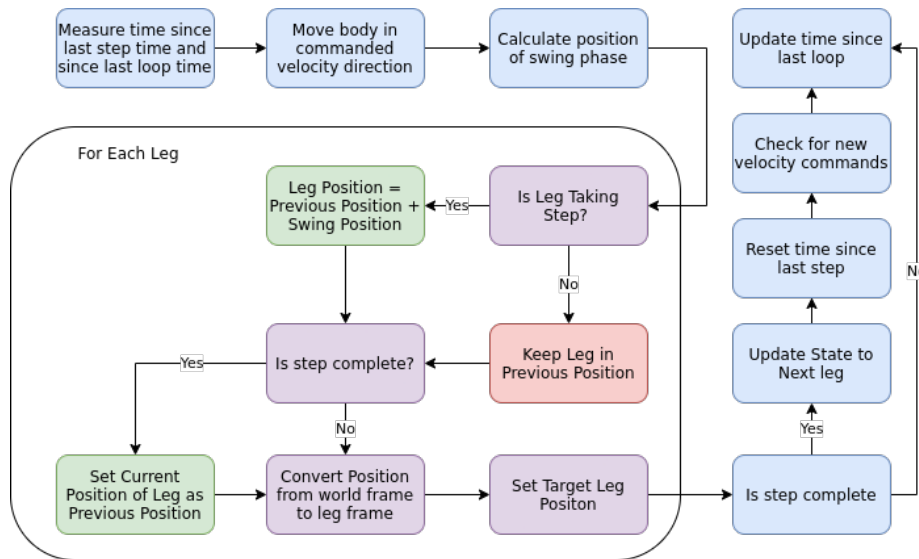 Measure time since
last step time and
since last loop time
Move body in
commanded
velocity direction
Calculate position
of swing phase
Update time since
last loop
Check for new
velocity commands
For Each Leg
Leg Position =
Previous Position +
Swing Position
Yes
Is Leg Taking
Step?
Reset time since
last step
No
No
Is step complete?
Keep Leg in
Previous Position
Update State to
Next leg
Yes
No
Yes
Set Current
Position of Leg as
Previous Position
Convert Position
from world frame
to leg frame
Set Target Leg
Positon
Is step complete